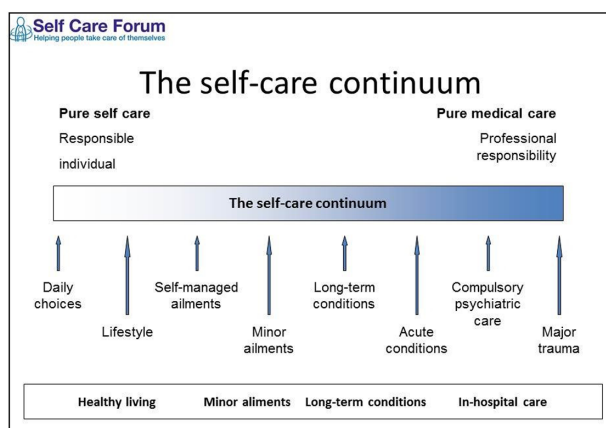 Self Care Forum
Helping people take care of themselves
The self-care continuum
Pure self care
Responsible
individual
Pure medical care
Professional
responsibility
The self-care continuum
Daily
choices
Lifestyle
Self-managed
ailments
Minor
ailments
Long-term
conditions
Acute
conditions
Compulsory
psychiatric
care
Major
trauma
Healthy living Minor aliments Long-term conditions In-hospital care